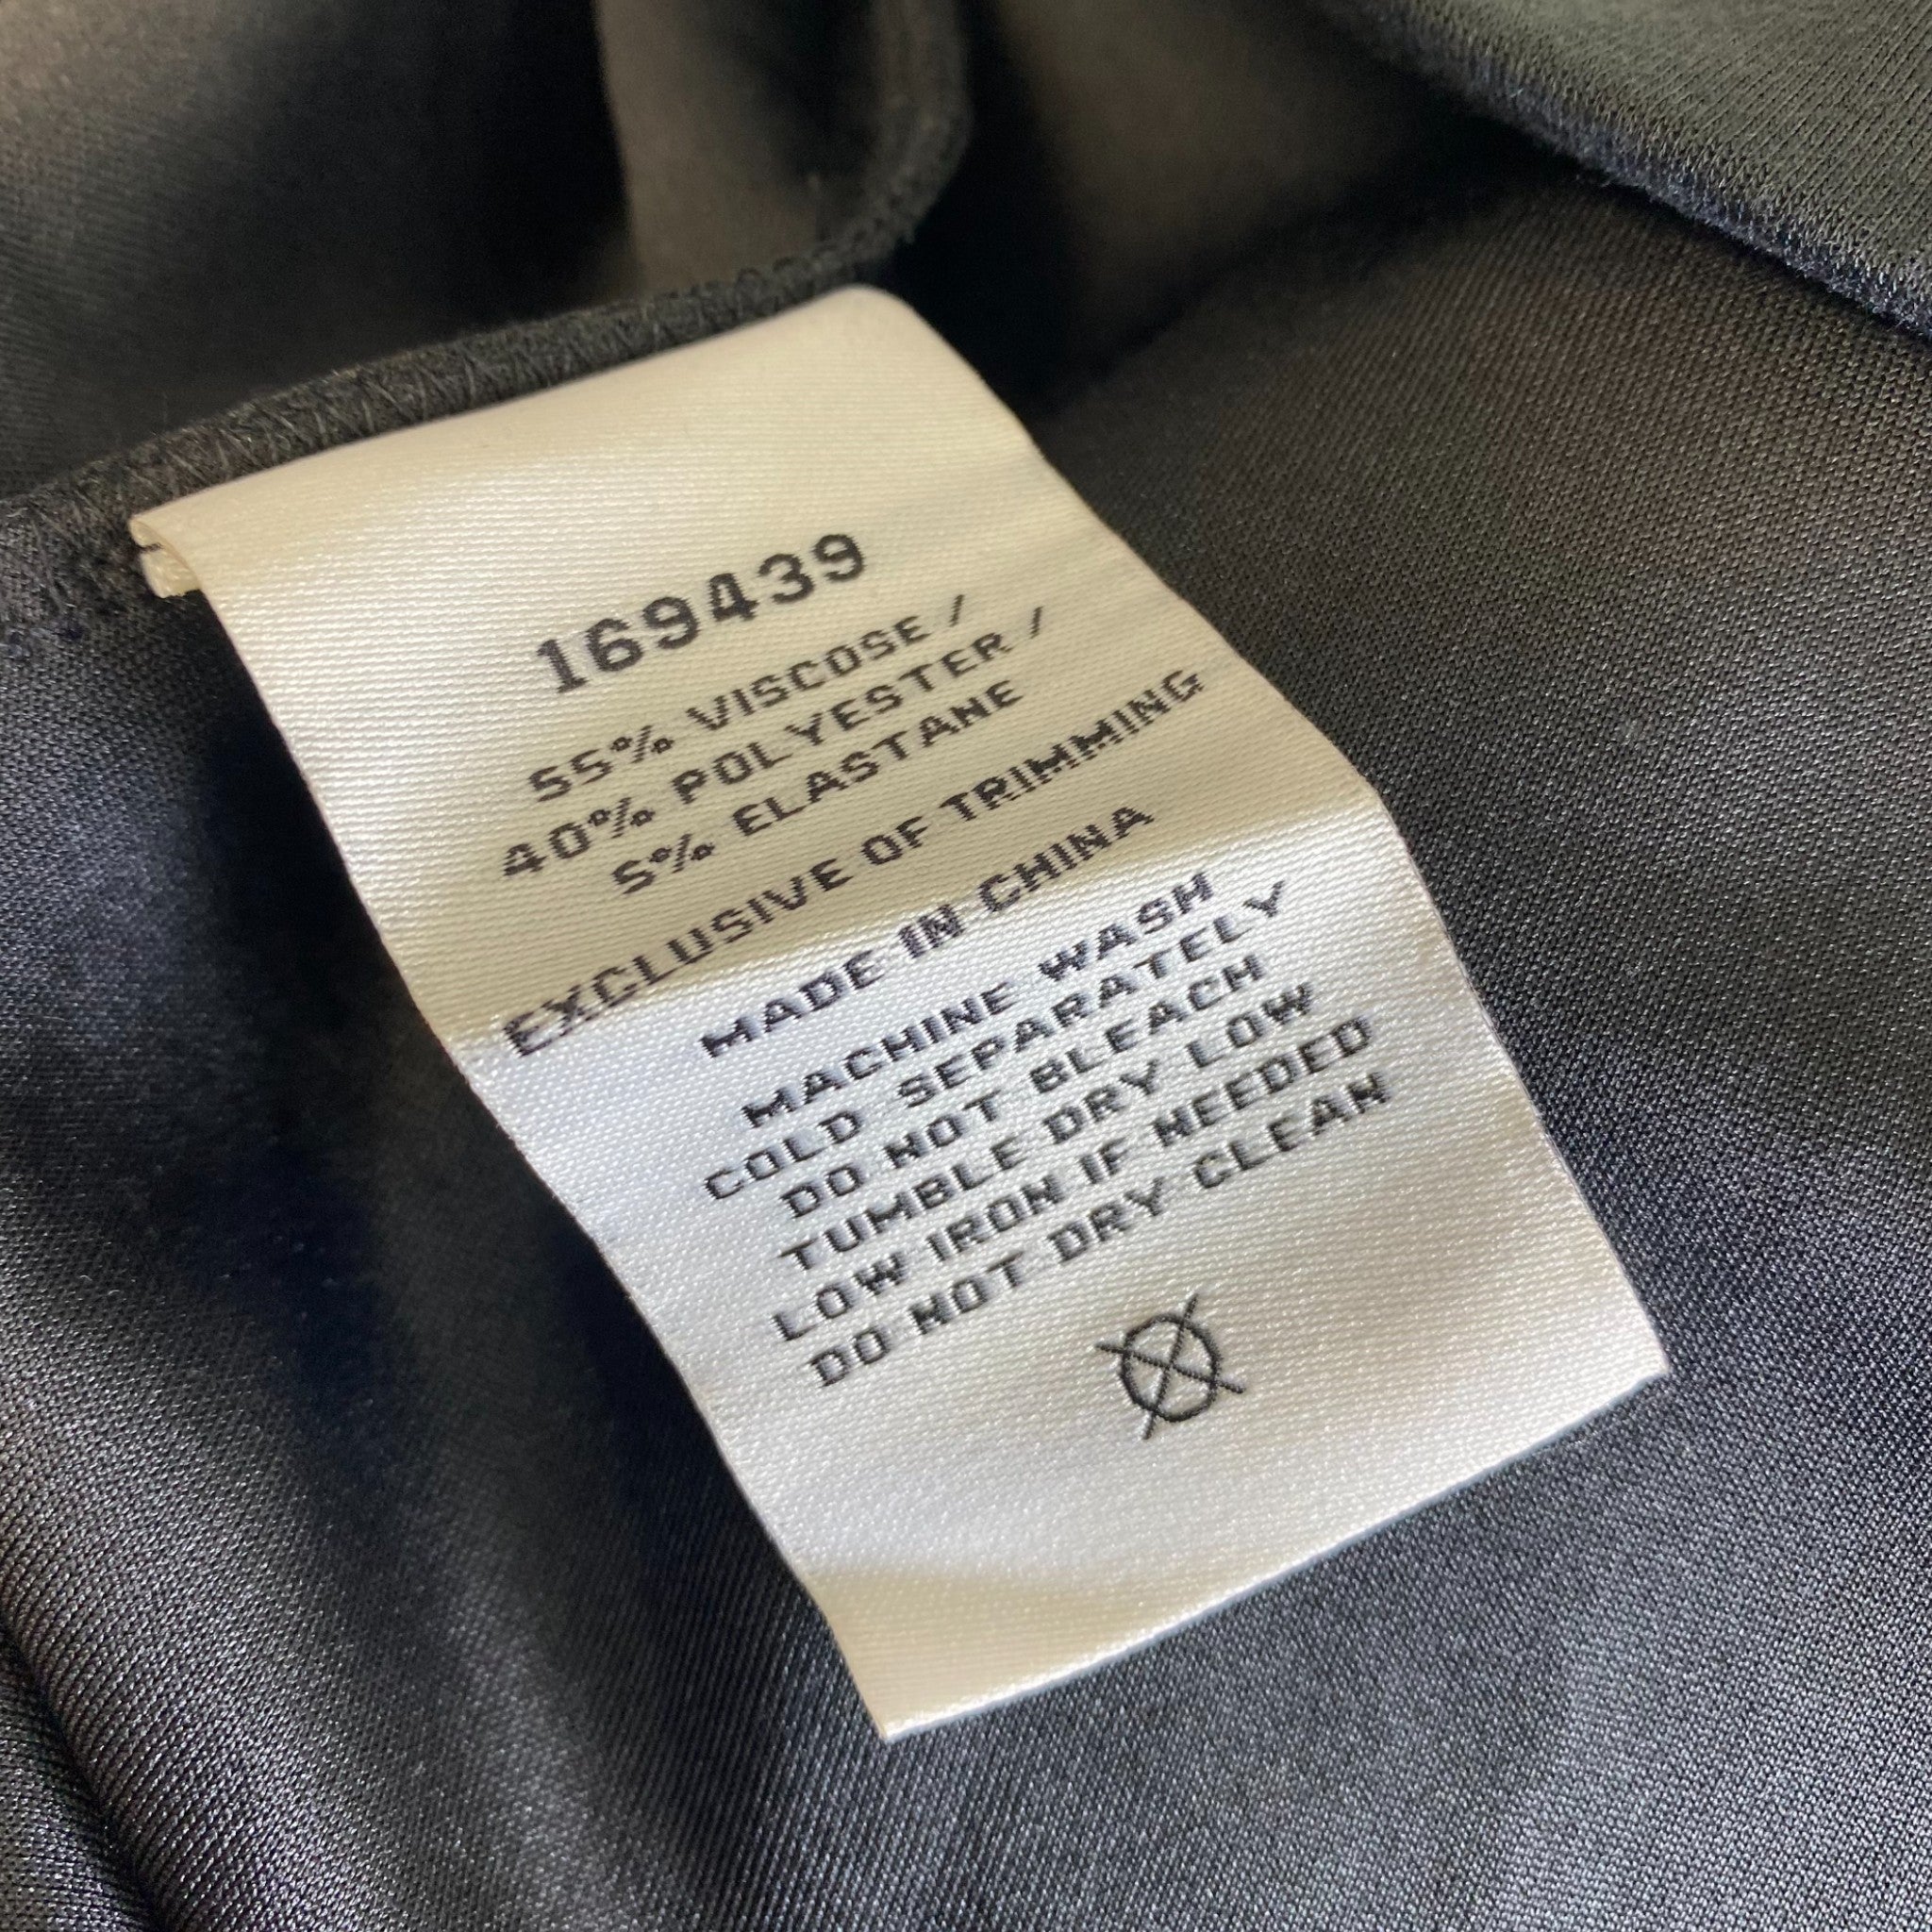 169439
55% VISCOSE /
40% POLYESTER /
5% ELASTANE
EXCLUSIVE OF TRIMMING
MADE IN CHINA
MACHINE WASH
COLD SEPARATELY
DO NOT BLEACH
TUMBLE DRY LOW
LOW IRON IF NEEDED
DO NOT DRY CLEAN